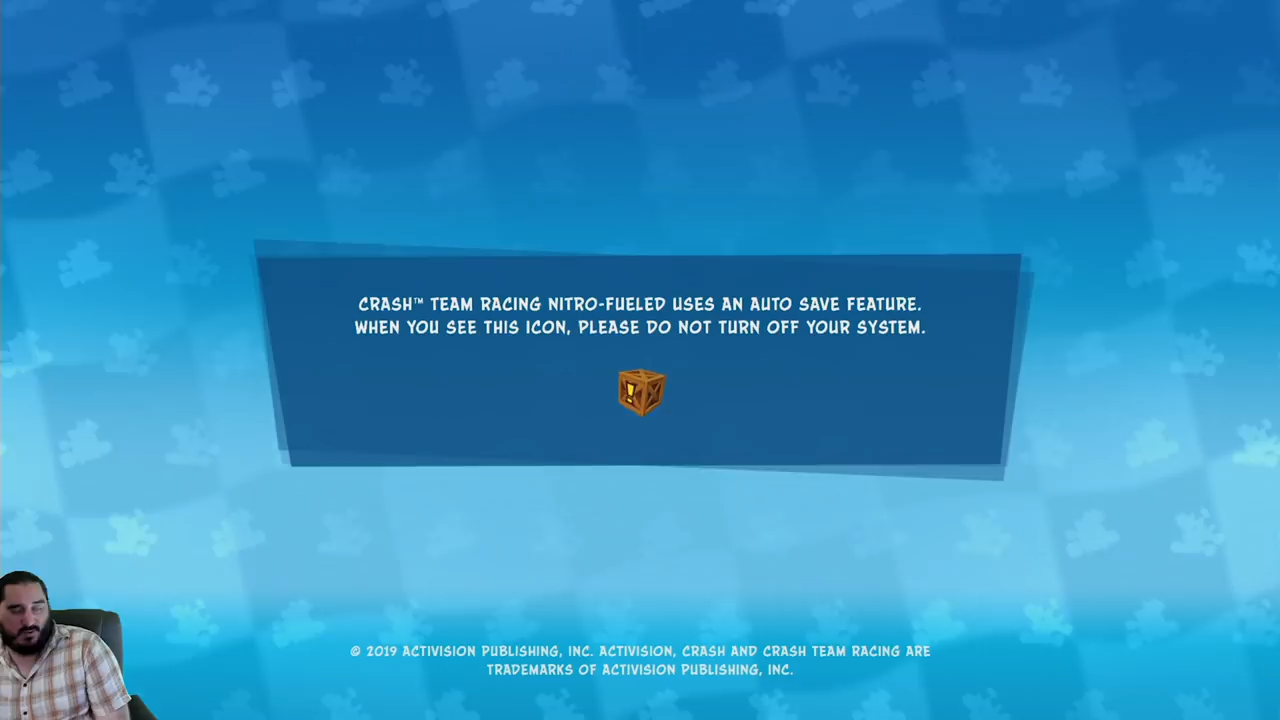 CRASH™ TEAM RACING NITRO-FUELED USES AN AUTO SAVE FEATURE.
WHEN YOU SEE THIS ICON, PLEASE DO NOT TURN OFF YOUR SYSTEM.
!
© 2019 ACTIVISION PUBLISHING, INC. ACTIVISION, CRASH AND CRASH TEAM RACING ARE
TRADEMARKS OF ACTIVISION PUBLISHING, INC.